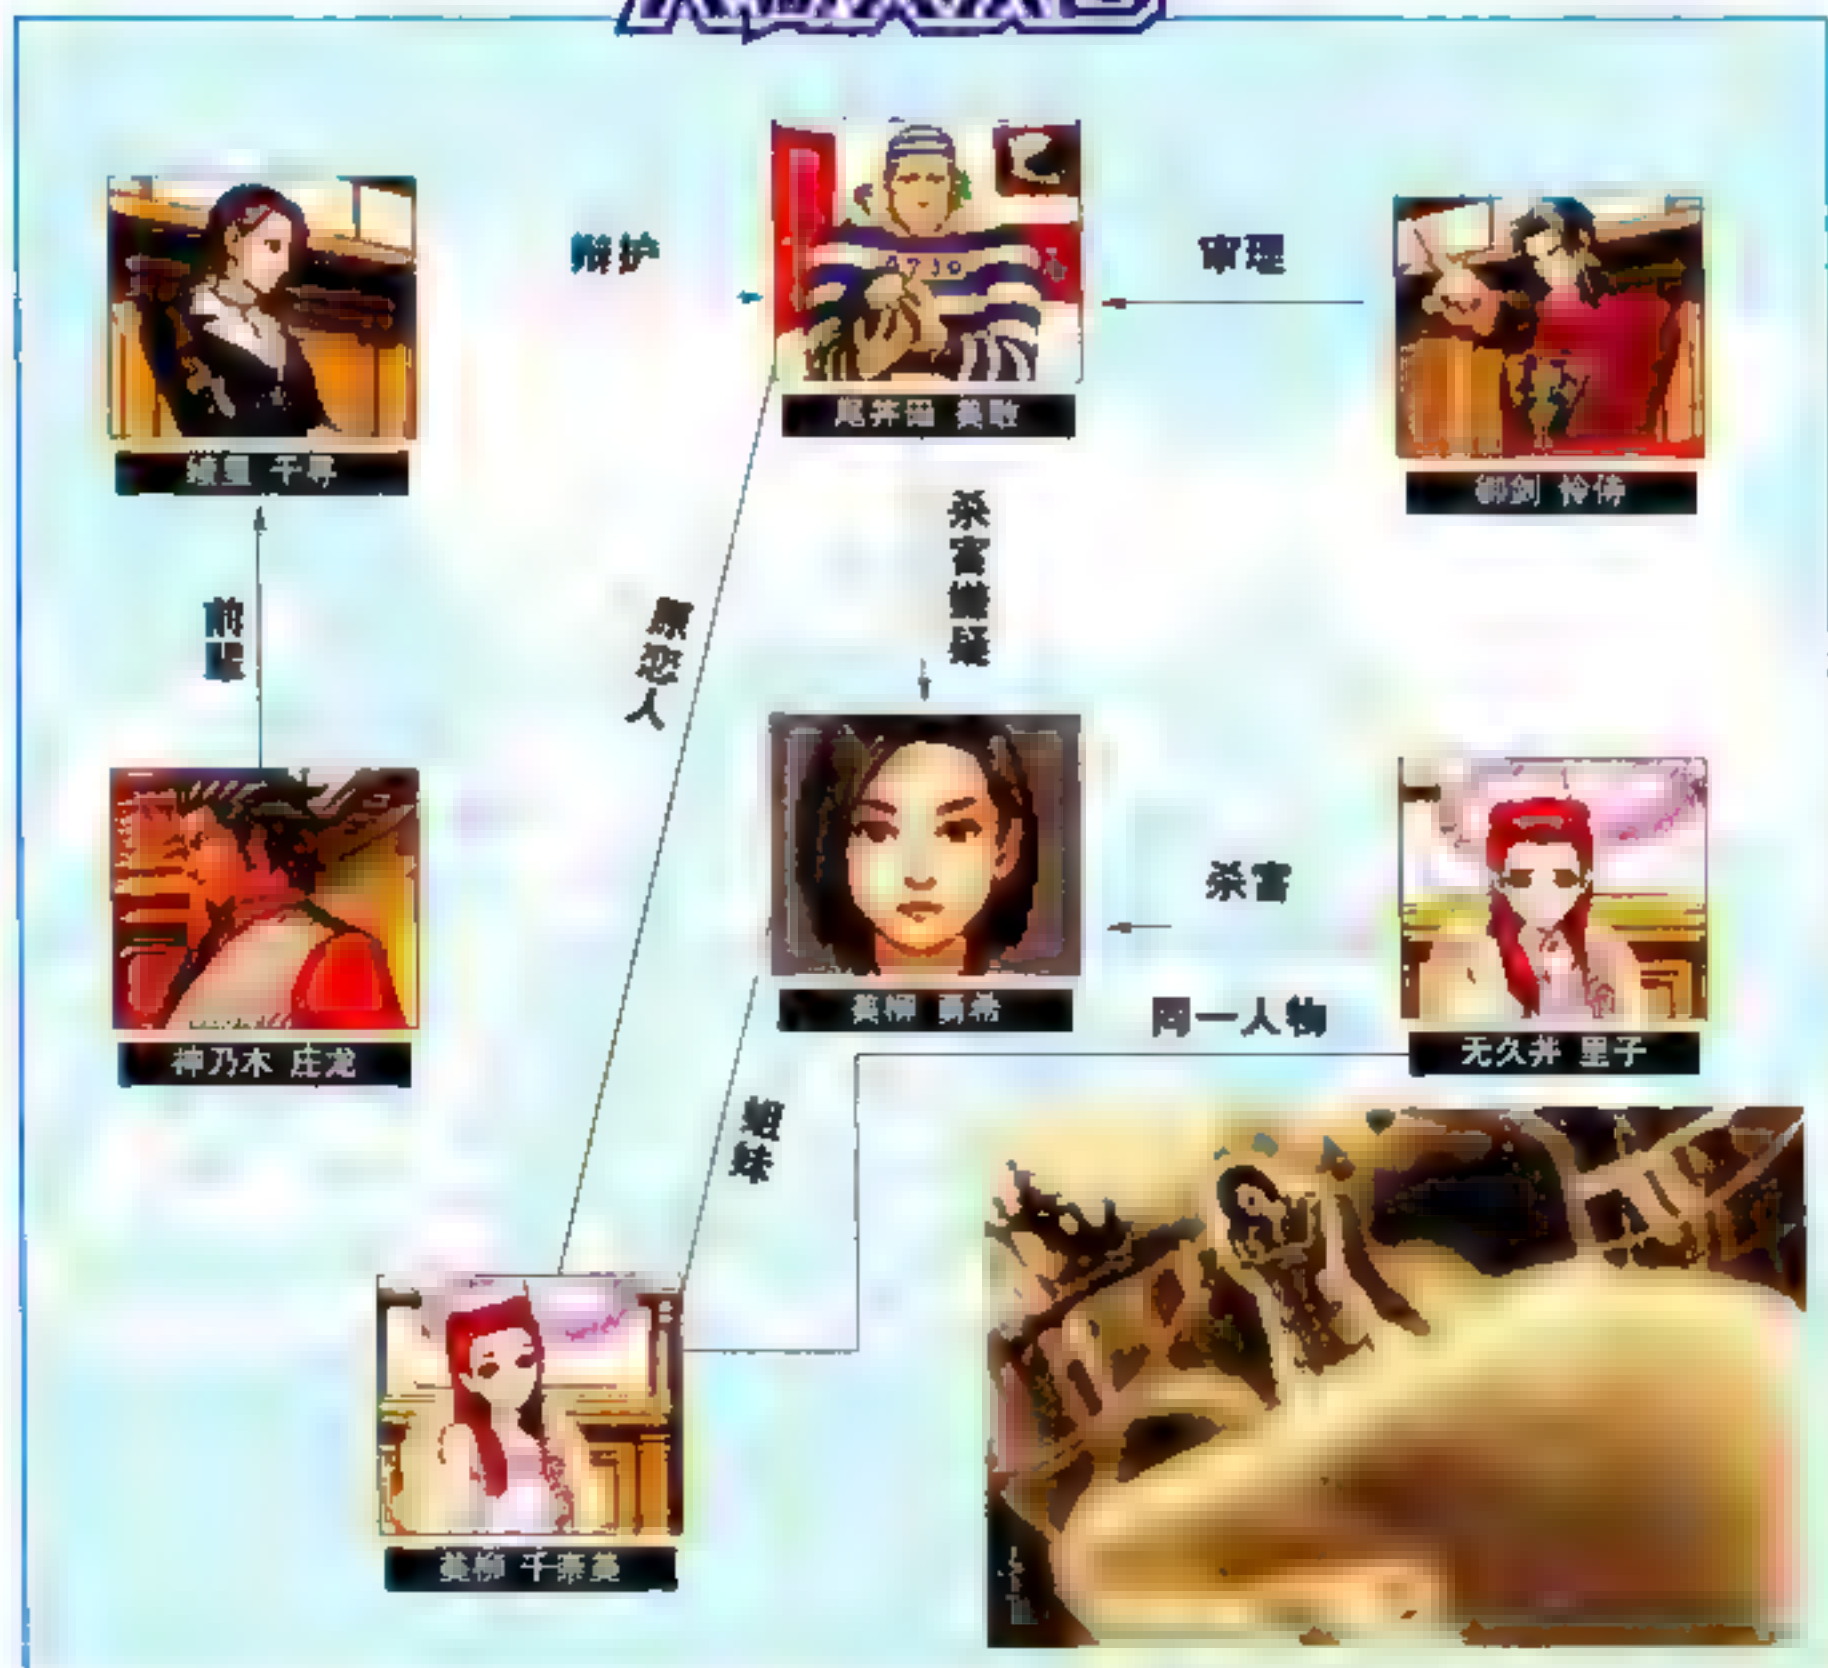 辩护
审理
尾并田 美散
绫里 千寻
御剑 怜侍
杀害嫌疑
前辈
原恋人
杀害
美柳 勇希
同一人物
无久井 里子
神乃木 庄龙
姐妹
美柳 千奈美